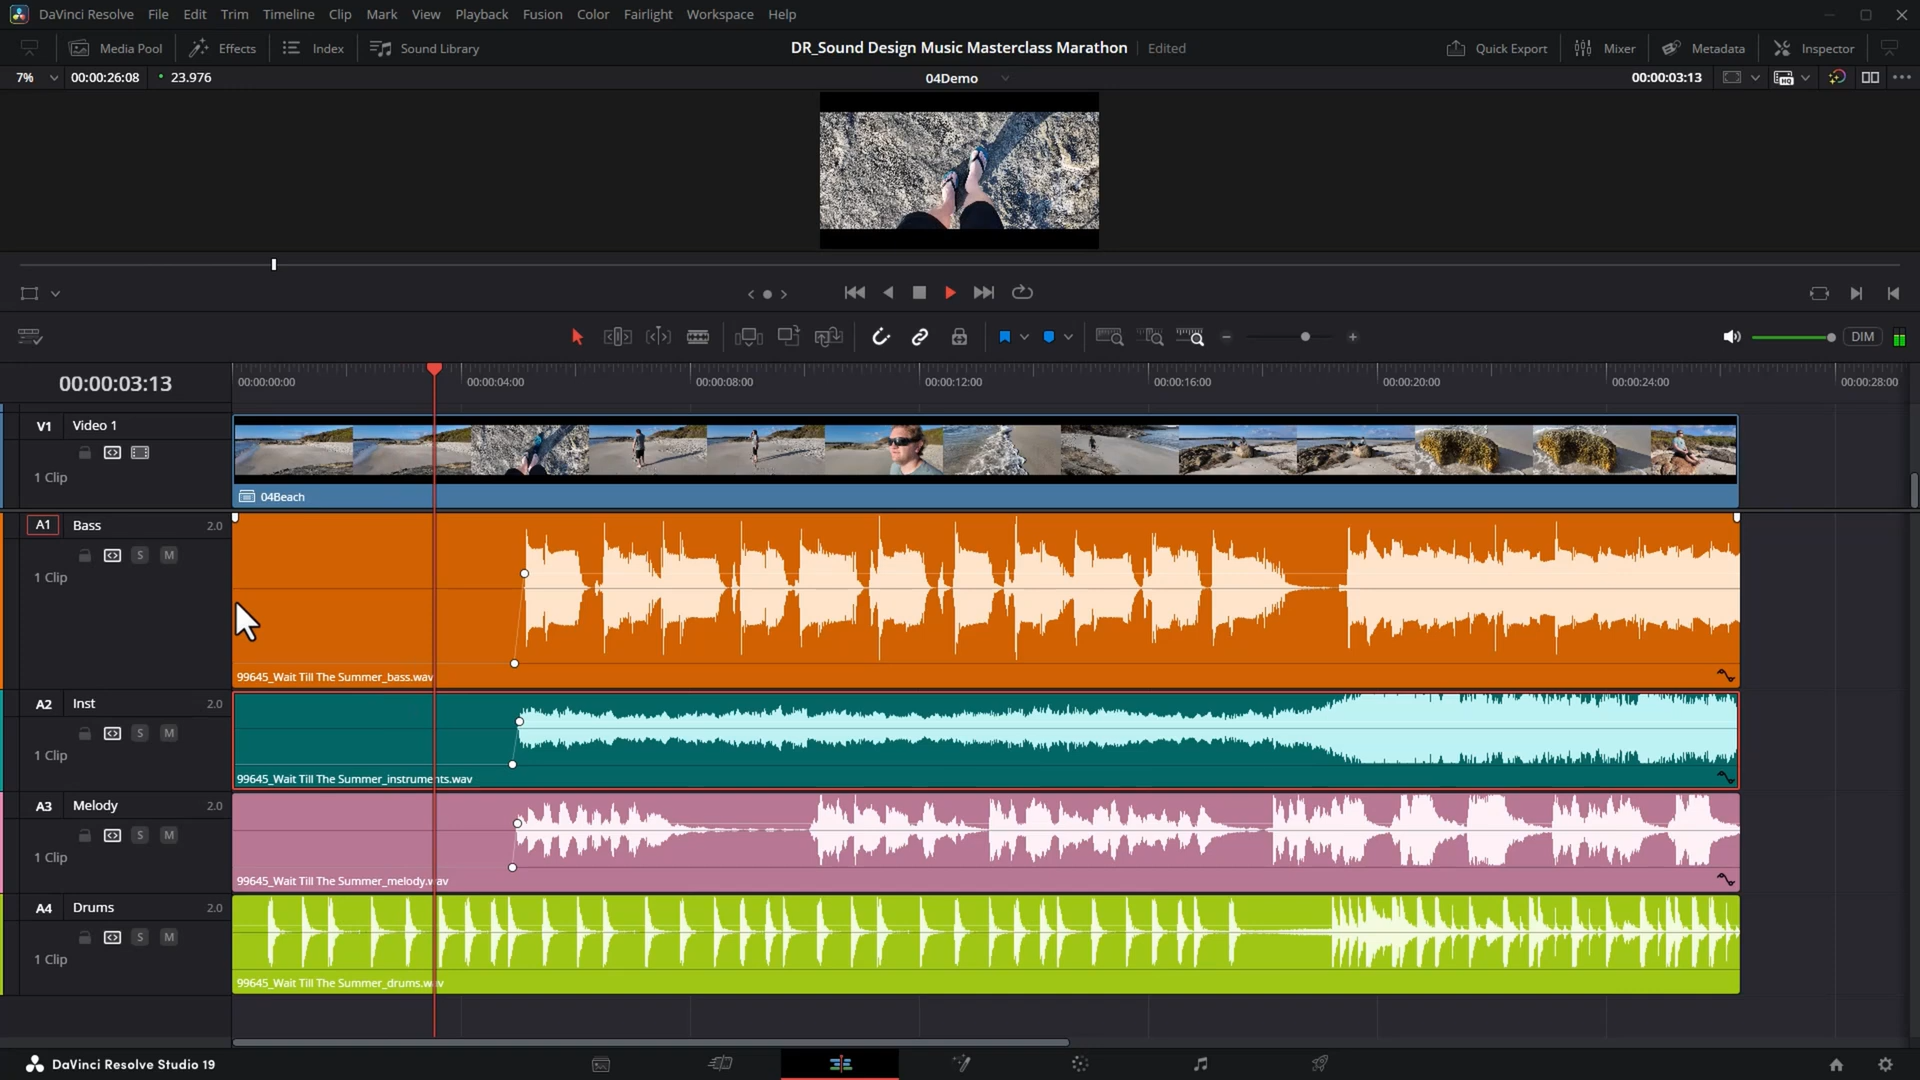 DaVinci Resolve File Edit Trim Timeline Clip Mark View Playback Fusion Color Fairlight Workspace Help
Media Pool Effects Index Sound Library DR_Sound Design Music Masterclass Marathon Edited Quick Export Mixer Metadata Inspector
7% 00:00:26:08 23.976 04Demo 00:00:03:13
DIM
00:00:03:13 00:00:00:00 00:00:04:00 00:00:08:00 00:00:12:00 00:00:16:00 00:00:20:00 00:00:24:00 00:00:28:00
V1 Video 1
1 Clip
04Beach
A1 Bass 2.0
S M
1 Clip
99645_Wait Till The Summer_bass.wav
A2 Inst 2.0
S M
1 Clip
99645_Wait Till The Summer_instruments.wav
A3 Melody 2.0
S M
1 Clip
99645_Wait Till The Summer_melody.wav
A4 Drums 2.0
S M
1 Clip
99645_Wait Till The Summer_drums.wav
DaVinci Resolve Studio 19